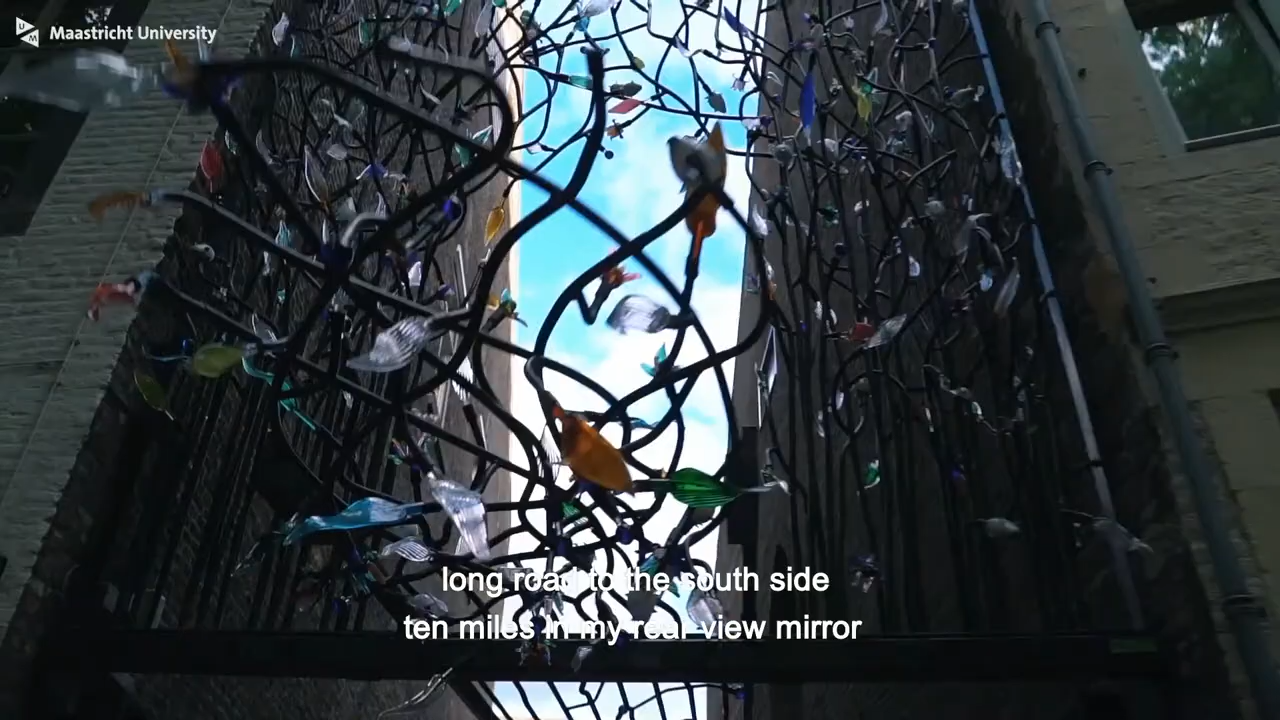 Maastricht University
long road to the south side
ten miles in my rear view mirror